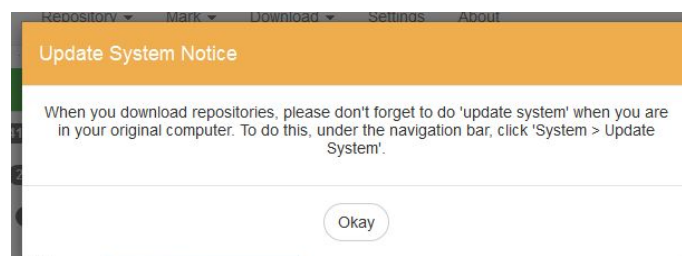 Repository Mark Download Settings About
Update System Notice
When you download repositories, please don't forget to do 'update system' when you are
in your original computer. To do this, under the navigation bar, click 'System > Update
System'.
Okay